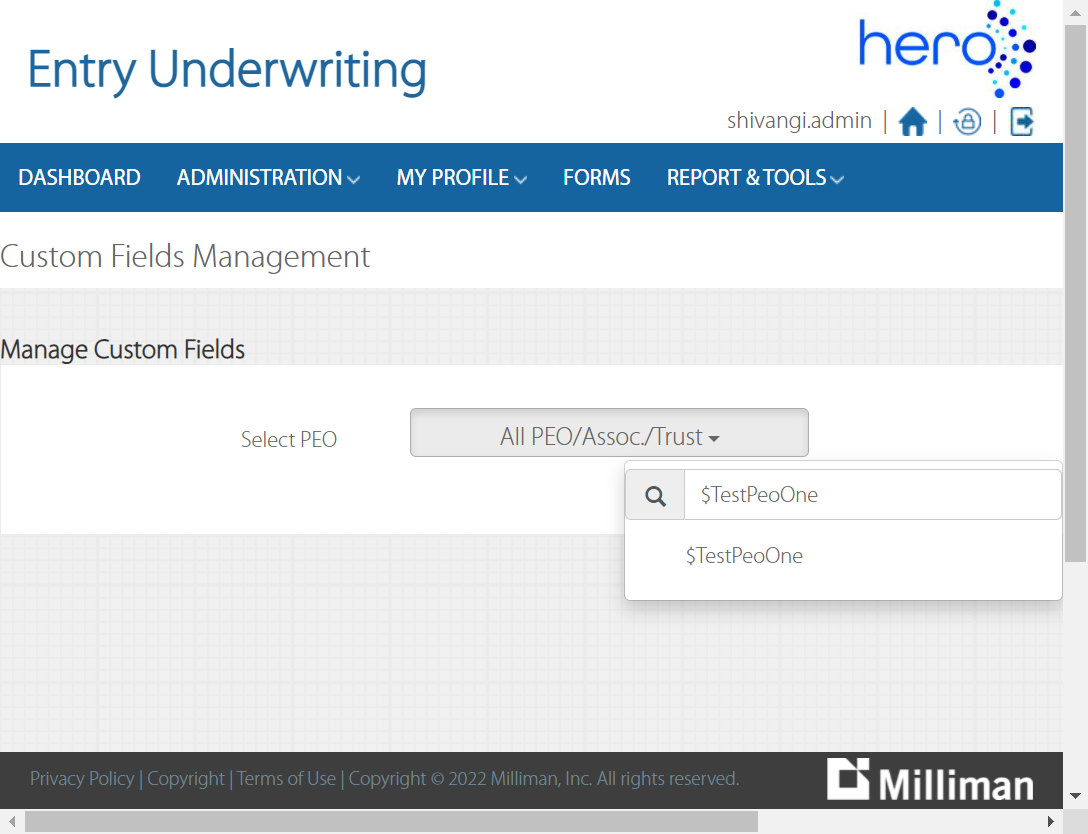 hero
Entry Underwriting
shivangi.admin | | |
DASHBOARD ADMINISTRATION MY PROFILE FORMS REPORT & TOOLS
Custom Fields Management
Manage Custom Fields
Select PEO All PEO/Assoc./Trust
$TestPeoOne
$TestPeoOne
Privacy Policy | Copyright | Terms of Use | Copyright © 2022 Milliman, Inc. All rights reserved.
Milliman